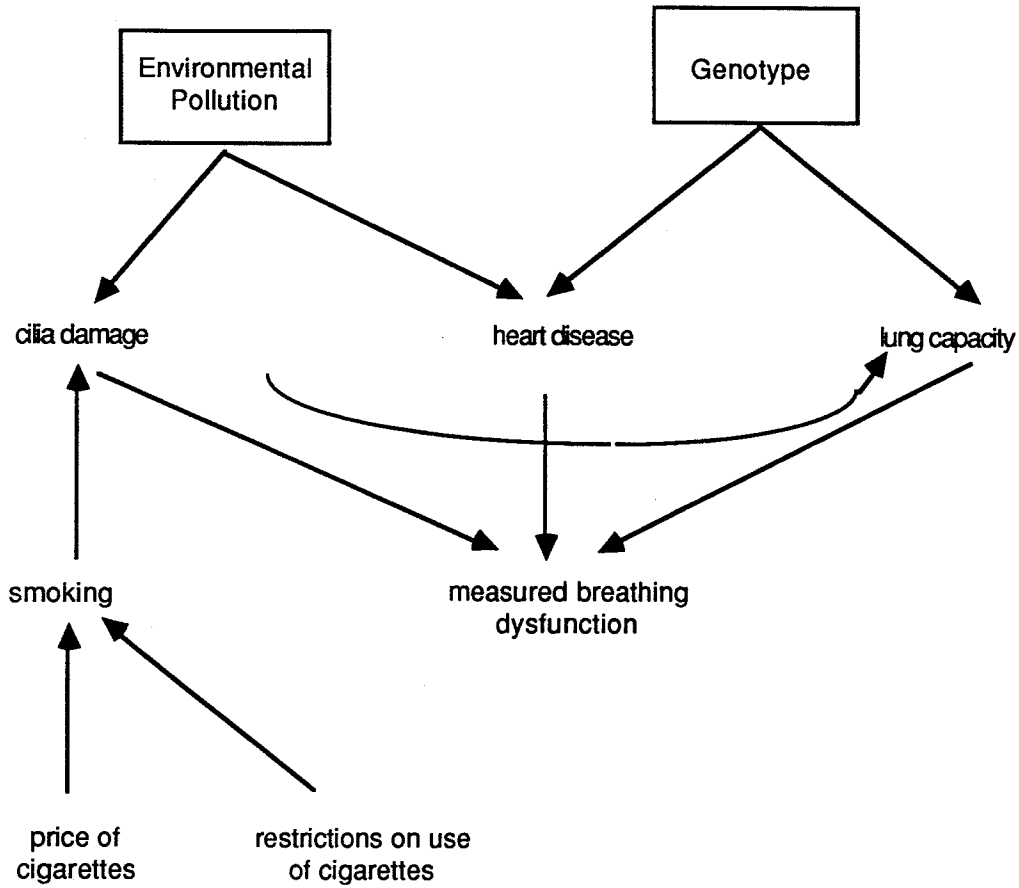 Environmental
Pollution
Genotype
cilia damage
heart disease
lung capacity
smoking
measured breathing
dysfunction
price of
cigarettes
restrictions on use
of cigarettes